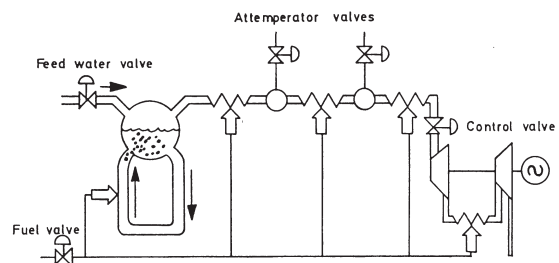 Attemperator valves
Feed water valve
Control valve
Fuel valve